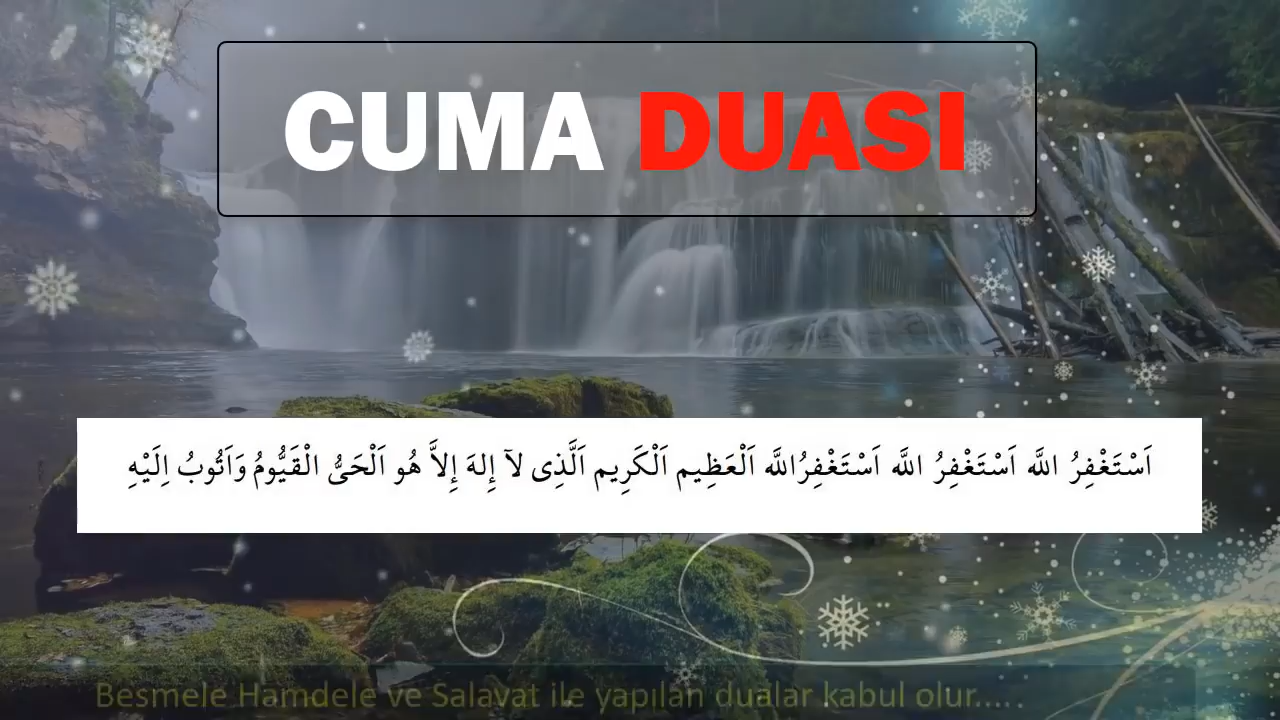 CUMA DUASI
اَسْتَغْفِرُ اللَّه اَسْتَغْفِرُ اللَّه اَسْتَغْفِرُاللَّه اَلْعَظِيم اَلْكَرِيم اَلَّذِى لآ إِلهَ إِلاَّ هُو اَلْحَىُّ الْقَيُّومُ وَاَتُوبُ اِلَيْهِ
Besmele Hamdele ve Salavat ile yapılan dualar kabul olur.....